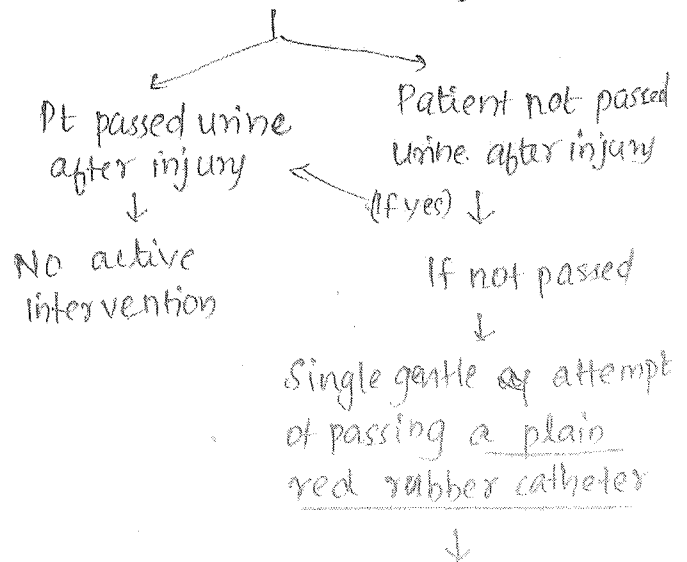 Pt passed urine
after injury
No active
intervention
Patient not passed
urine after injury
(If yes)
If not passed
Single gentle attempt
of passing a plain
red rubber catheter